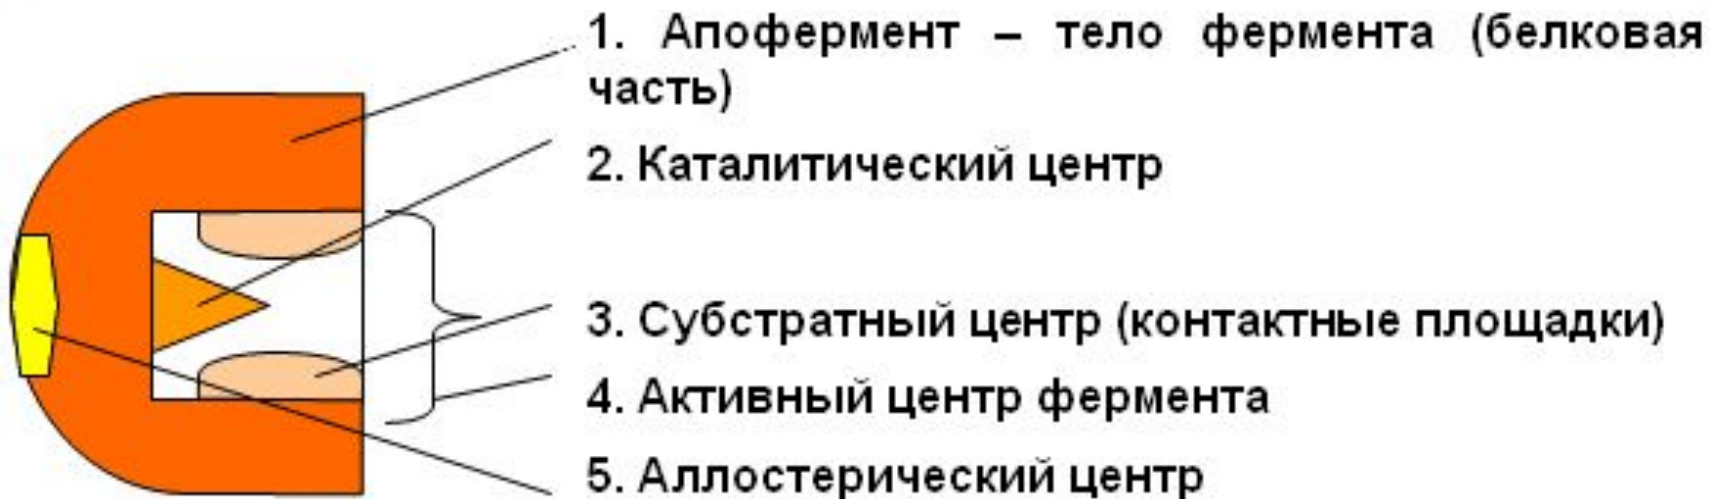 1. Апофермент – тело фермента (белковая
часть)
2. Каталитический центр
3. Субстратный центр (контактные площадки)
4. Активный центр фермента
5. Аллостерический центр